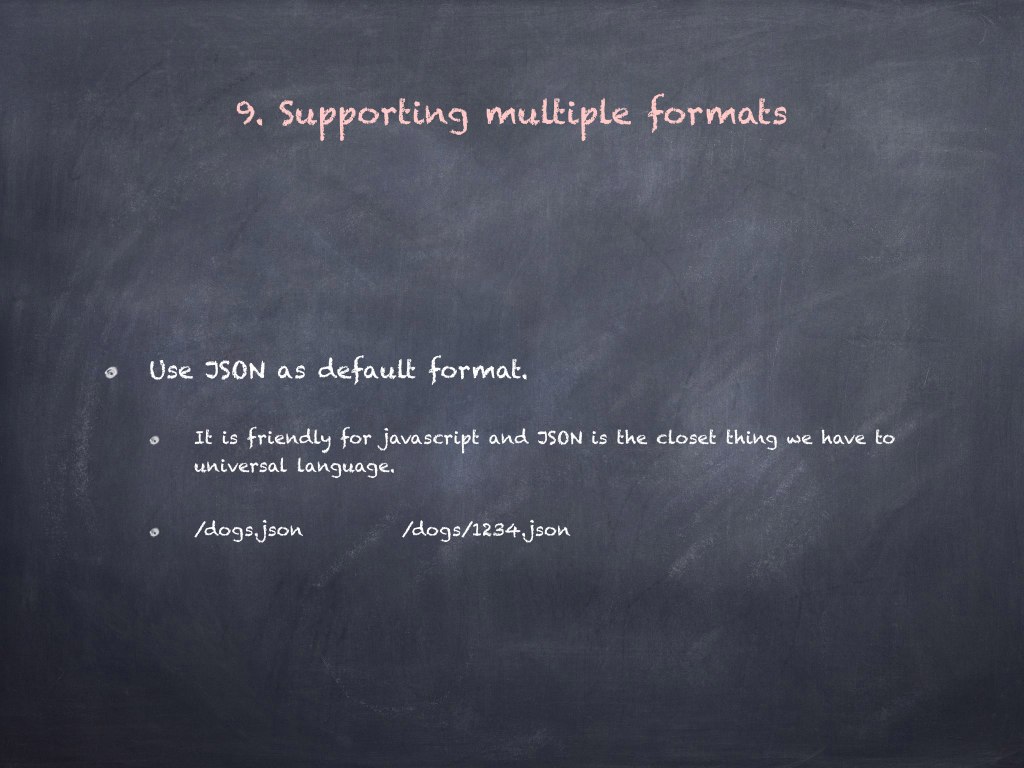 9. Supporting multiple formats
Use JSON as default format.
It is friendly for javascript and JSON is the closet thing we have to
universal language.
/dogs.json /dogs/1234.json